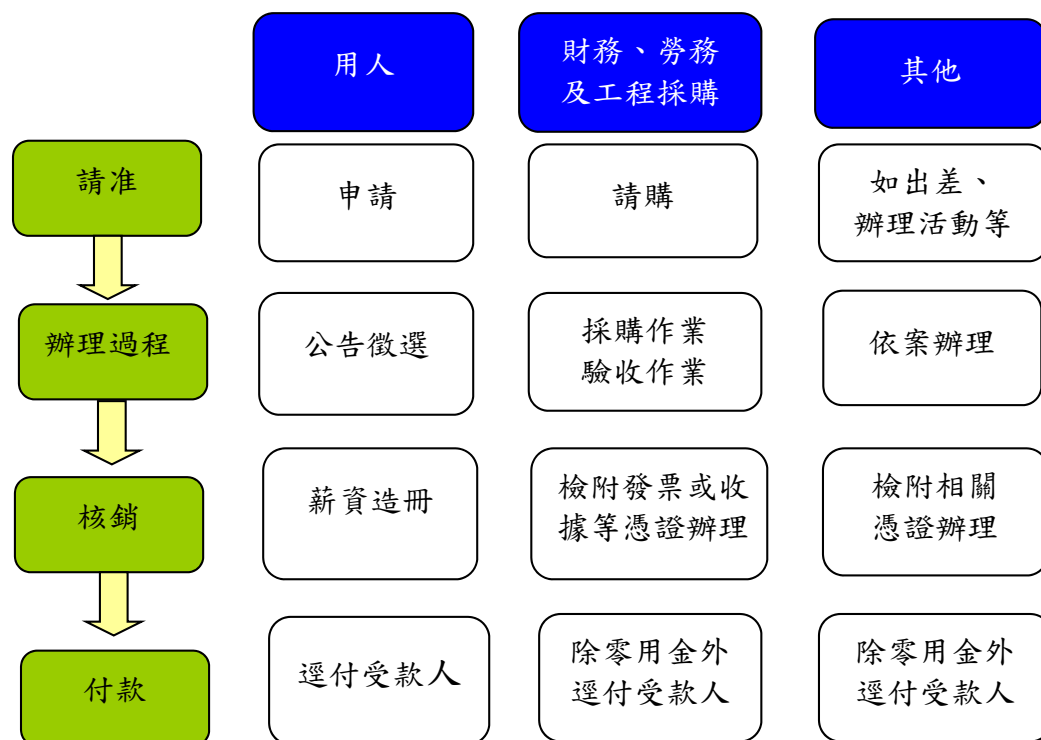 用人
財務、勞務
及工程採購
其他
請准
申請
請購
如出差、
辦理活動等
辦理過程
公告徵選
採購作業
驗收作業
依案辦理
核銷
薪資造冊
檢附發票或收
據等憑證辦理
檢附相關
憑證辦理
付款
逕付受款人
除零用金外
逕付受款人
除零用金外
逕付受款人